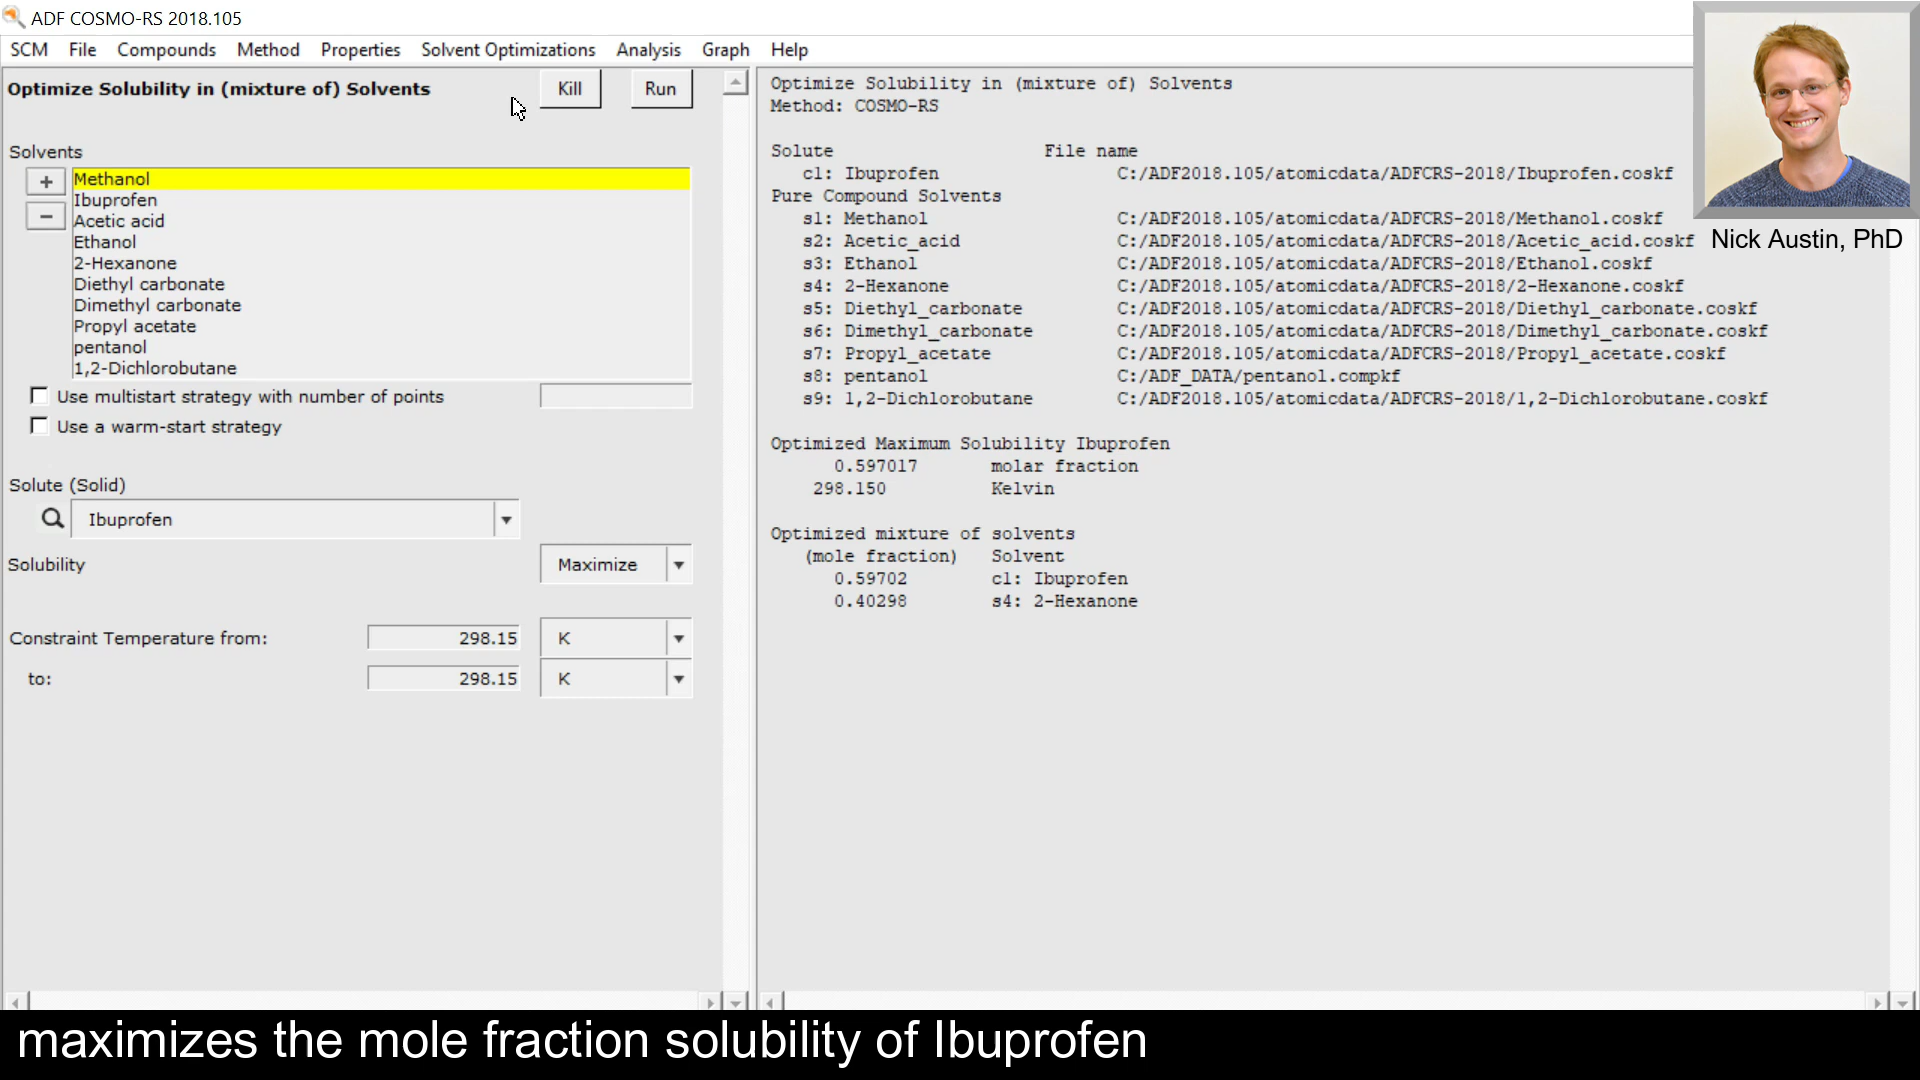 ADF COSMO-RS 2018.105
SCM File Compounds Method Properties Solvent Optimizations Analysis Graph Help
Optimize Solubility in (mixture of) Solvents Kill Run
Solvents
+
−
Methanol
Ibuprofen
Acetic acid
Ethanol
2-Hexanone
Diethyl carbonate
Dimethyl carbonate
Propyl acetate
pentanol
1,2-Dichlorobutane
Use multistart strategy with number of points
Use a warm-start strategy
Solute (Solid)
Ibuprofen
Solubility Maximize
Constraint Temperature from: 298.15 K
to: 298.15 K
Optimize Solubility in (mixture of) Solvents
Method: COSMO-RS
Solute File name
c1: Ibuprofen C:/ADF2018.105/atomicdata/ADFCRS-2018/Ibuprofen.coskf
Pure Compound Solvents
s1: Methanol C:/ADF2018.105/atomicdata/ADFCRS-2018/Methanol.coskf
s2: Acetic_acid C:/ADF2018.105/atomicdata/ADFCRS-2018/Acetic_acid.coskf
s3: Ethanol C:/ADF2018.105/atomicdata/ADFCRS-2018/Ethanol.coskf
s4: 2-Hexanone C:/ADF2018.105/atomicdata/ADFCRS-2018/2-Hexanone.coskf
s5: Diethyl_carbonate C:/ADF2018.105/atomicdata/ADFCRS-2018/Diethyl_carbonate.coskf
s6: Dimethyl_carbonate C:/ADF2018.105/atomicdata/ADFCRS-2018/Dimethyl_carbonate.coskf
s7: Propyl_acetate C:/ADF2018.105/atomicdata/ADFCRS-2018/Propyl_acetate.coskf
s8: pentanol C:/ADF_DATA/pentanol.compkf
s9: 1,2-Dichlorobutane C:/ADF2018.105/atomicdata/ADFCRS-2018/1,2-Dichlorobutane.coskf
Optimized Maximum Solubility Ibuprofen
0.597017 molar fraction
298.150 Kelvin
Optimized mixture of solvents
(mole fraction) Solvent
0.59702 c1: Ibuprofen
0.40298 s4: 2-Hexanone
Nick Austin, PhD
maximizes the mole fraction solubility of Ibuprofen